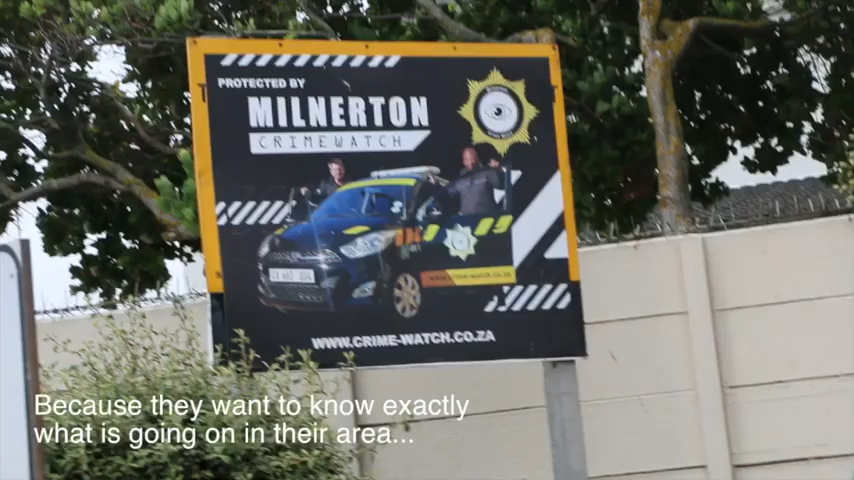 PROTECTED BY
MILNERTON
CRIMEWATCH
WWW.CRIME-WATCH.CO.ZA
Because they want to know exactly
what is going on in their area...